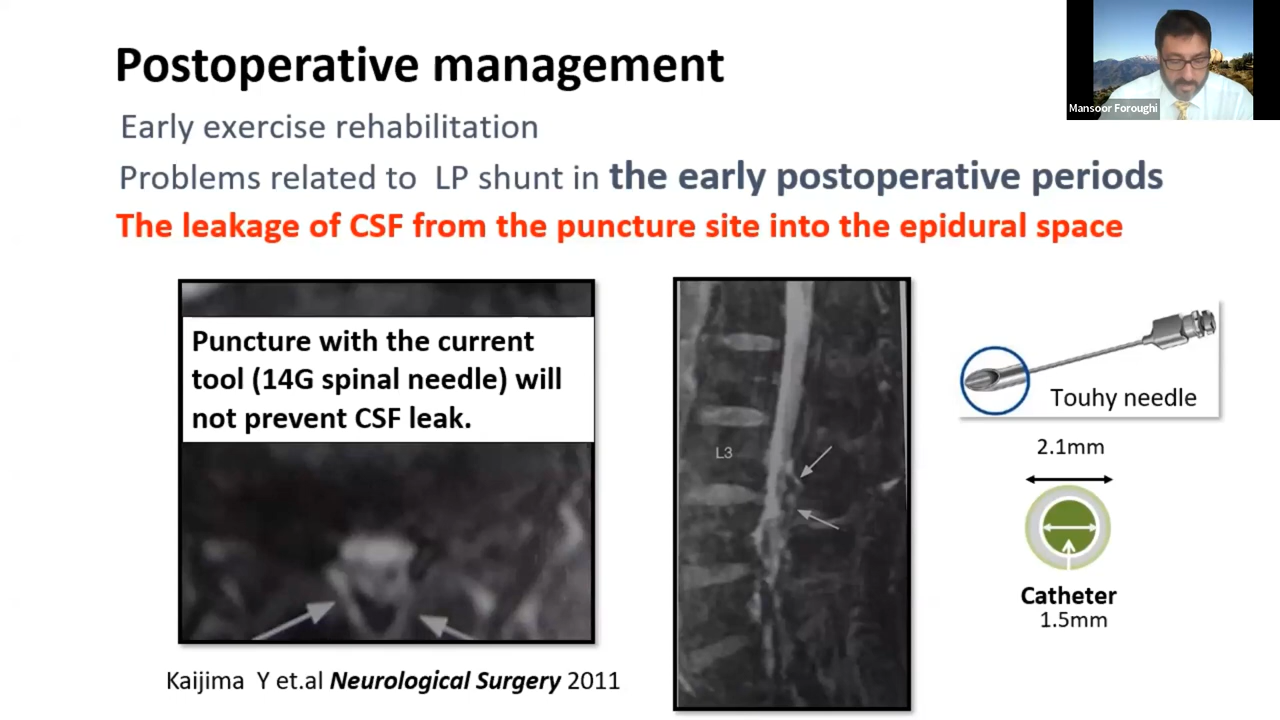 Postoperative management
Mansoor Foroughi
Early exercise rehabilitation
Problems related to LP shunt in the early postoperative periods
The leakage of CSF from the puncture site into the epidural space
Puncture with the current
tool (14G spinal needle) will
not prevent CSF leak.
L3
Touhy needle
2.1mm
Catheter
1.5mm
Kaijima Y et.al Neurological Surgery 2011